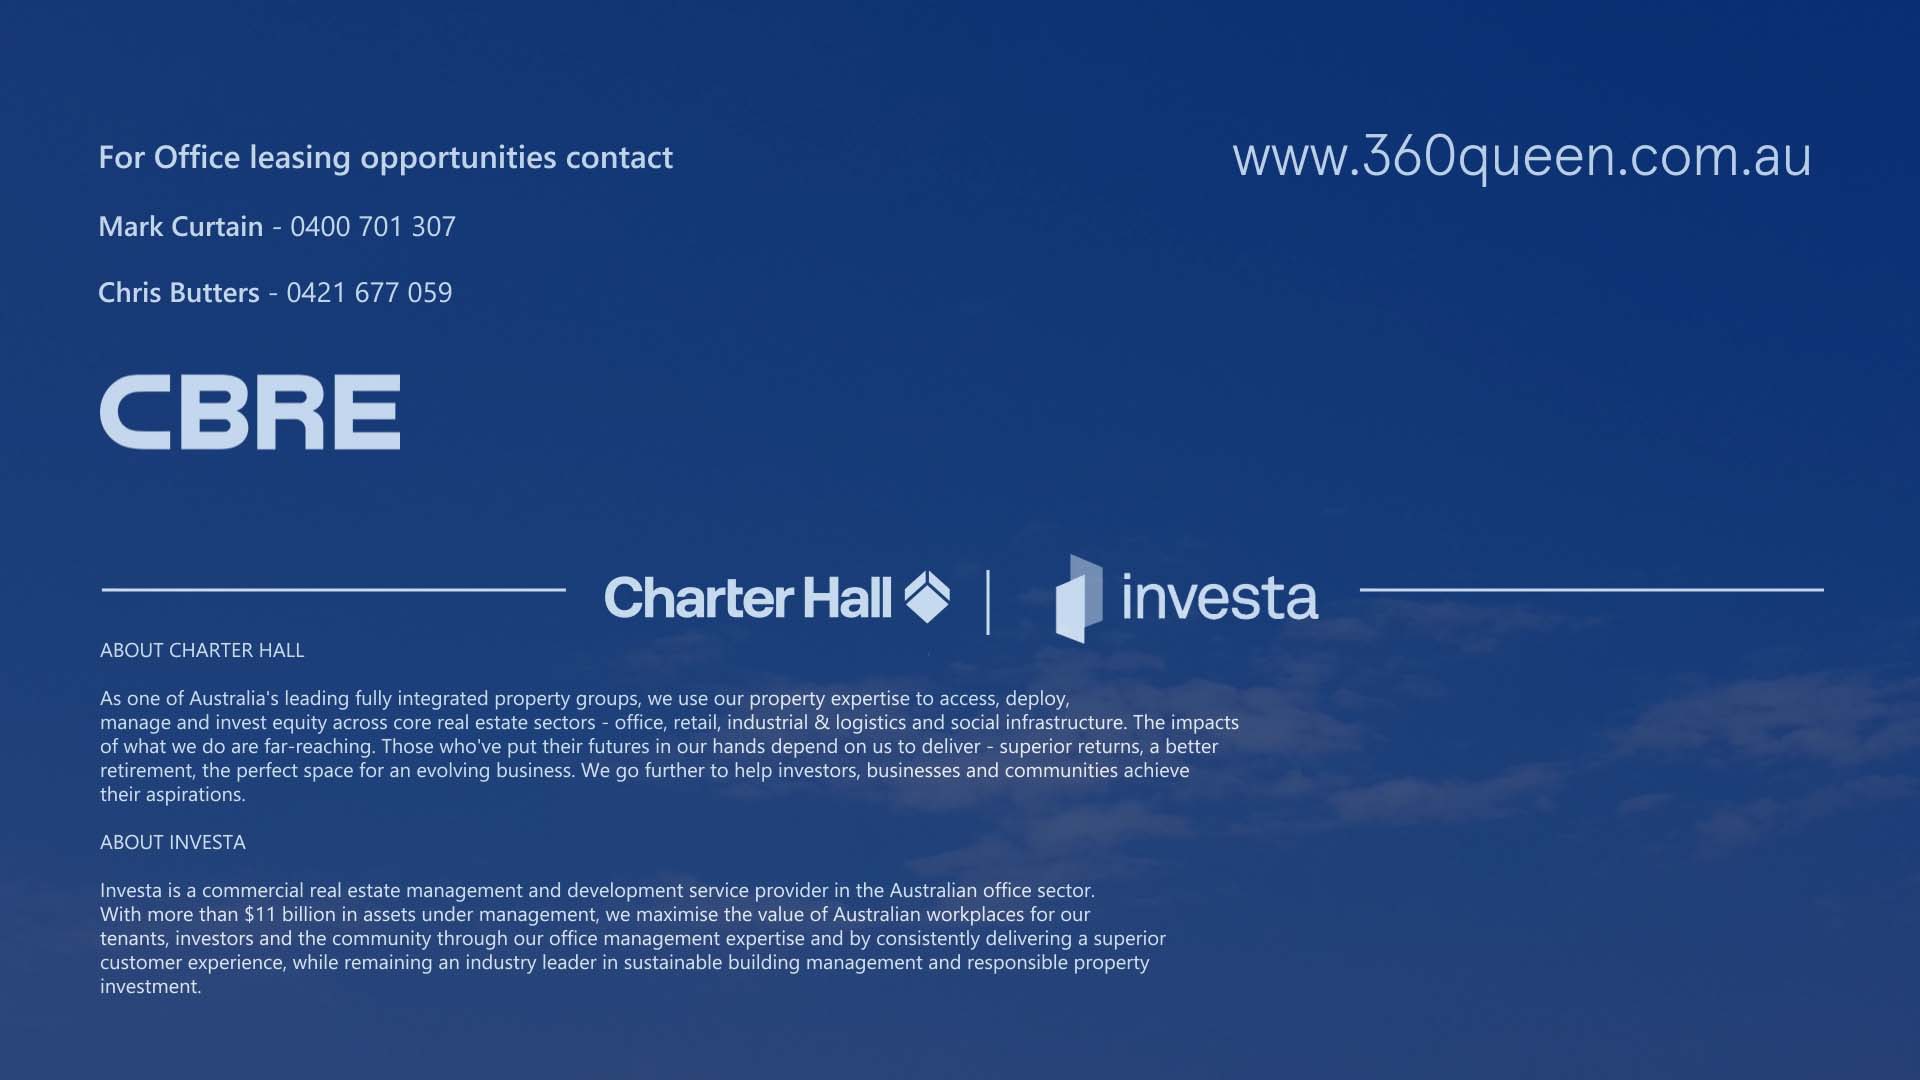 For Office leasing opportunities contact
www.360queen.com.au
Mark Curtain - 0400 701 307
Chris Butters - 0421 677 059
CBRE
Charter Hall
investa
ABOUT CHARTER HALL
As one of Australia's leading fully integrated property groups, we use our property expertise to access, deploy,
manage and invest equity across core real estate sectors - office, retail, industrial & logistics and social infrastructure. The impacts
of what we do are far-reaching. Those who've put their futures in our hands depend on us to deliver - superior returns, a better
retirement, the perfect space for an evolving business. We go further to help investors, businesses and communities achieve
their aspirations.
ABOUT INVESTA
Investa is a commercial real estate management and development service provider in the Australian office sector.
With more than $11 billion in assets under management, we maximise the value of Australian workplaces for our
tenants, investors and the community through our office management expertise and by consistently delivering a superior
customer experience, while remaining an industry leader in sustainable building management and responsible property
investment.